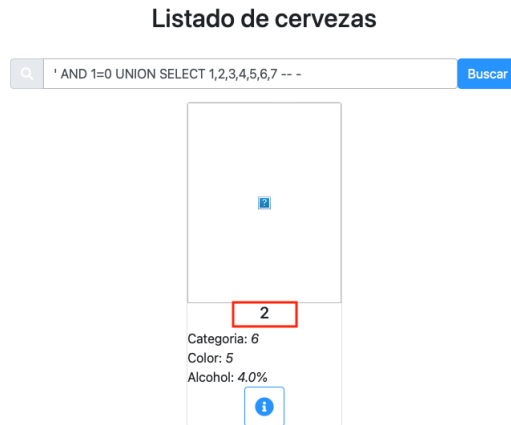 Listado de cervezas
' AND 1=0 UNION SELECT 1,2,3,4,5,6,7 -- - Buscar
?
2
Categoria: 6
Color: 5
Alcohol: 4.0%
i